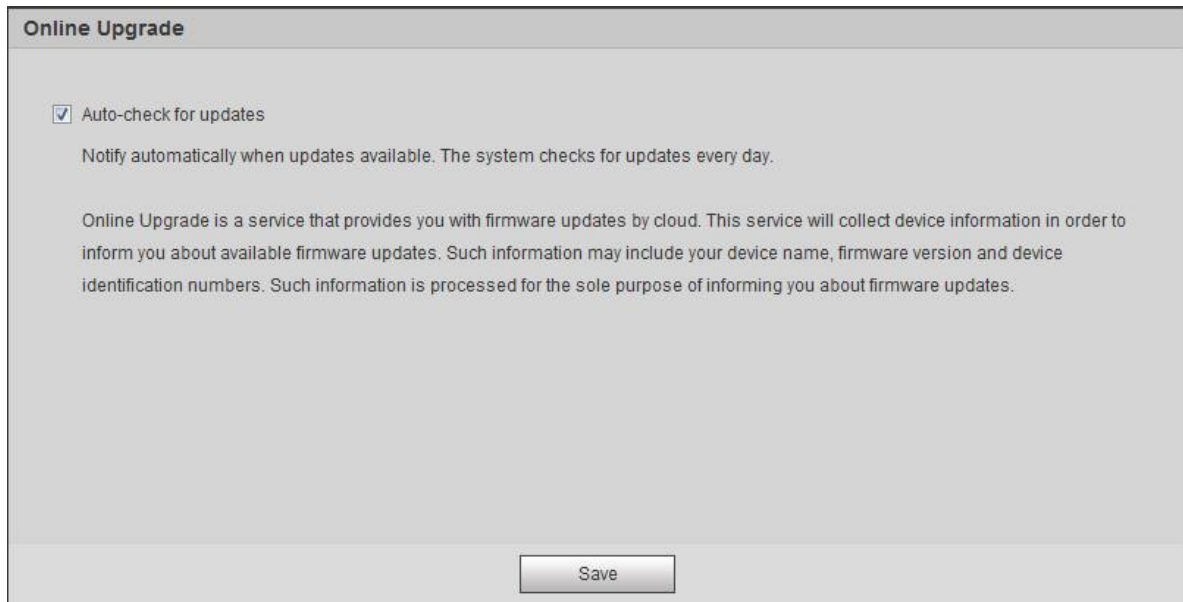 Online Upgrade
Auto-check for updates
Notify automatically when updates available. The system checks for updates every day.
Online Upgrade is a service that provides you with firmware updates by cloud. This service will collect device information in order to
inform you about available firmware updates. Such information may include your device name, firmware version and device
identification numbers. Such information is processed for the sole purpose of informing you about firmware updates.
Save